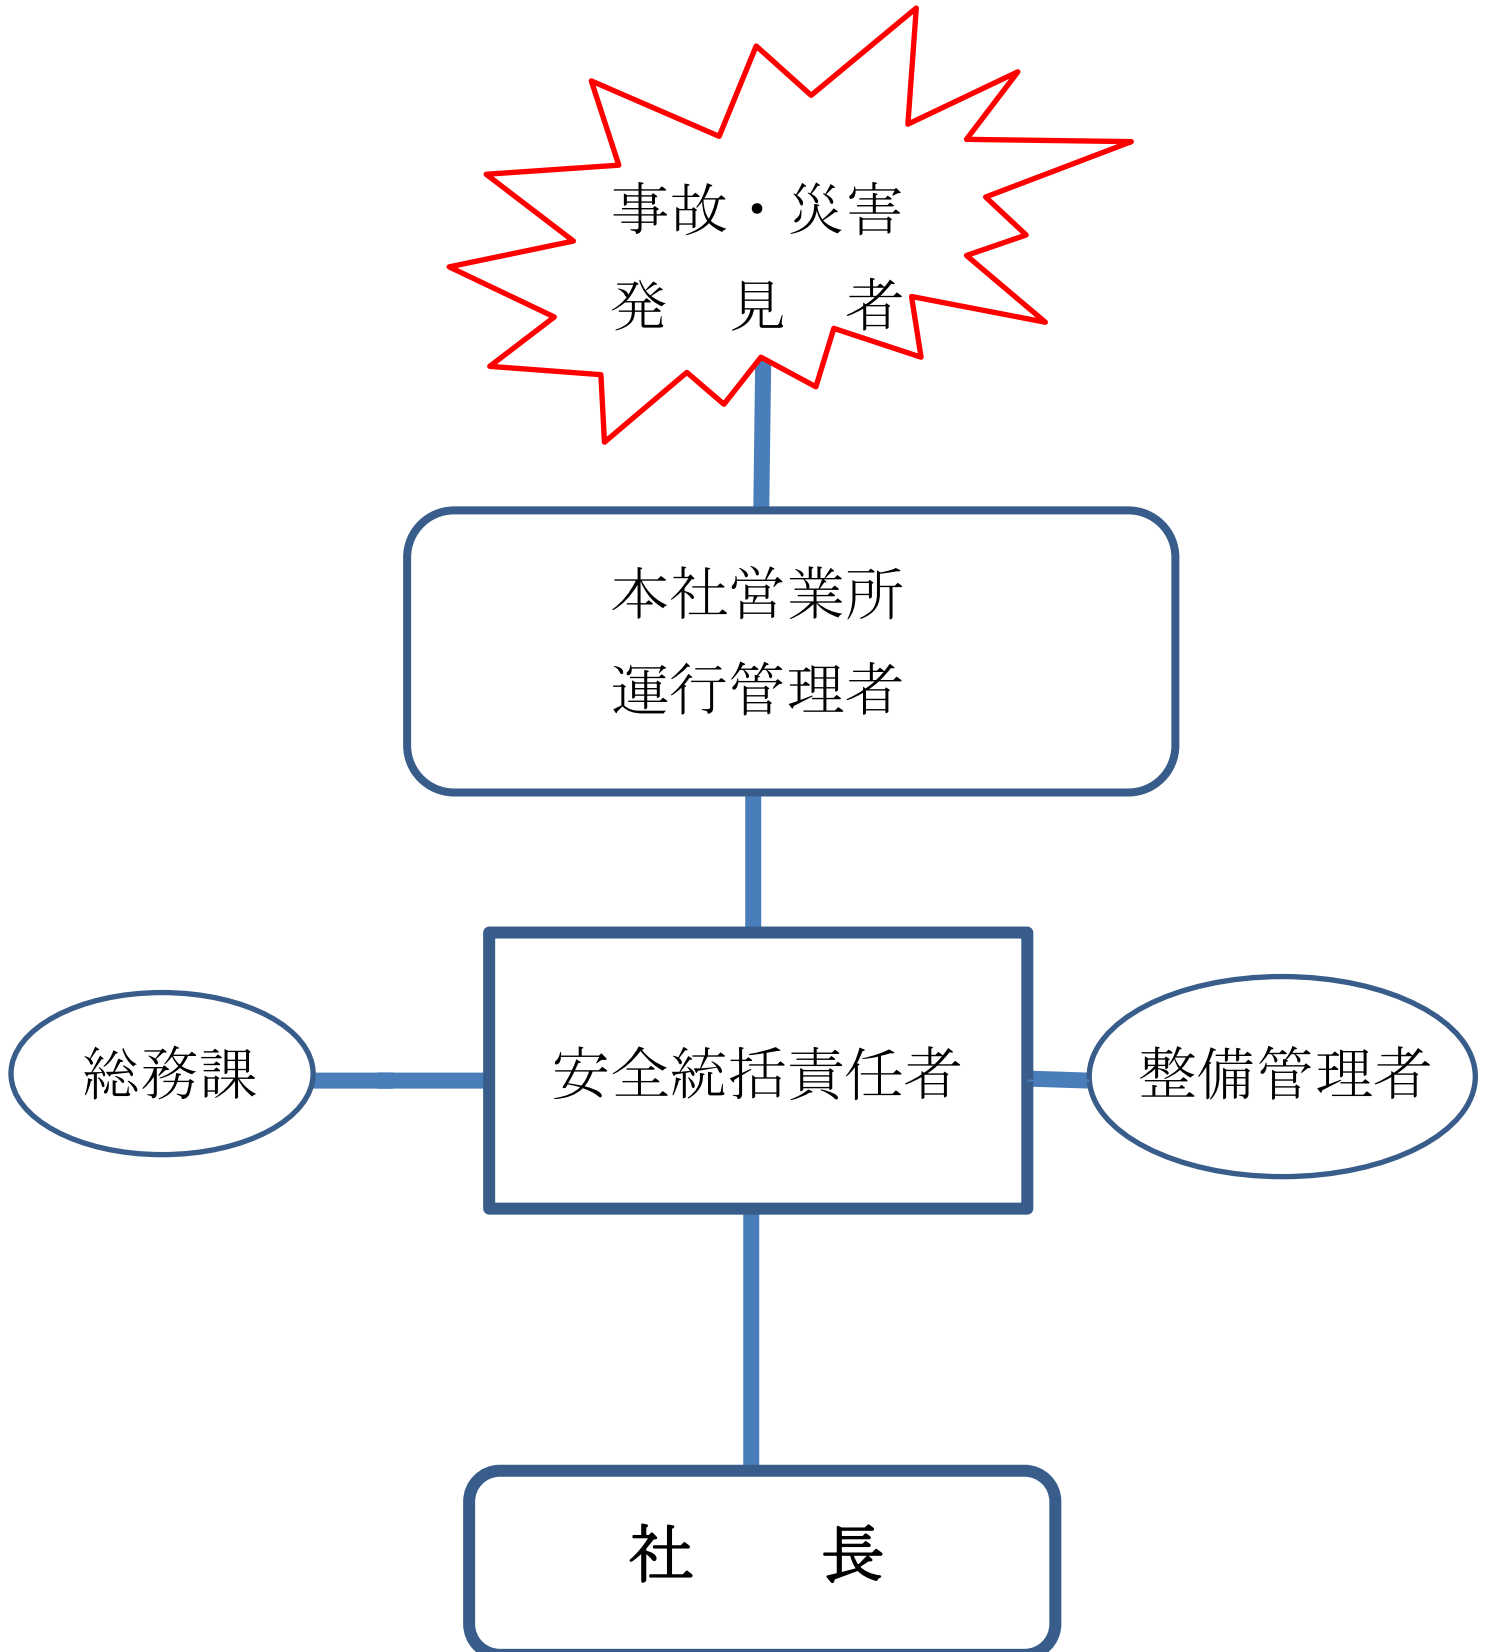 事故・災害
発　見　者
本社営業所
運行管理者
総務課
安全統括責任者
整備管理者
社　　長